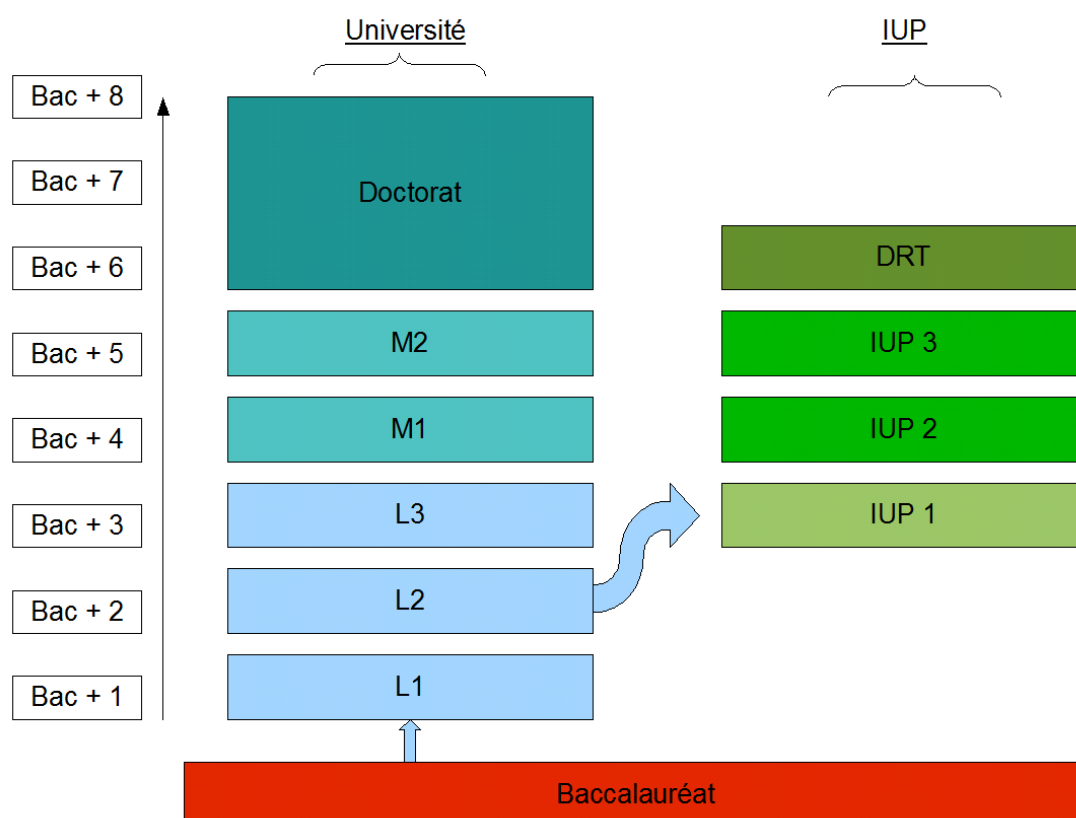 Université
IUP
Bac + 8
Bac + 7
Doctorat
Bac + 6
DRT
Bac + 5
M2
IUP 3
Bac + 4
M1
IUP 2
Bac + 3
L3
IUP 1
Bac + 2
L2
Bac + 1
L1
Baccalauréat